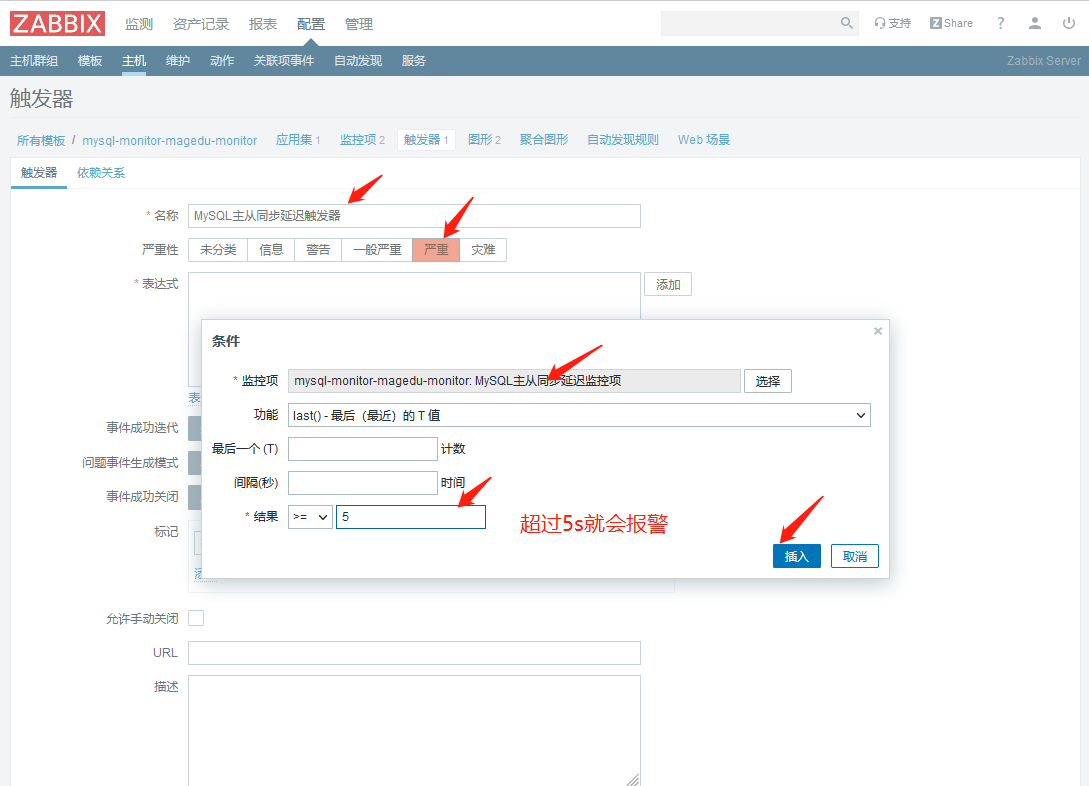 ZABBIX 监测 资产记录 报表 配置 管理 支持 Z Share ?
主机群组 模板 主机 维护 动作 关联项事件 自动发现 服务 Zabbix Server
触发器
所有模板 / mysql-monitor-magedu-monitor 应用集 1 监控项 2 触发器 1 图形 2 聚合图形 自动发现规则 Web 场景
触发器 依赖关系
* 名称 MySQL主从同步延迟触发器
严重性 未分类 信息 警告 一般严重 严重 灾难
* 表达式 添加
条件
* 监控项 mysql-monitor-magedu-monitor: MySQL主从同步延迟监控项 选择
功能 last() - 最后（最近）的 T 值
最后一个 (T) 计数
间隔(秒) 时间
* 结果 >= 5
超过5s就会报警
插入 取消
表
事件成功迭代
问题事件生成模式
事件成功关闭
标记
允许手动关闭
URL
描述